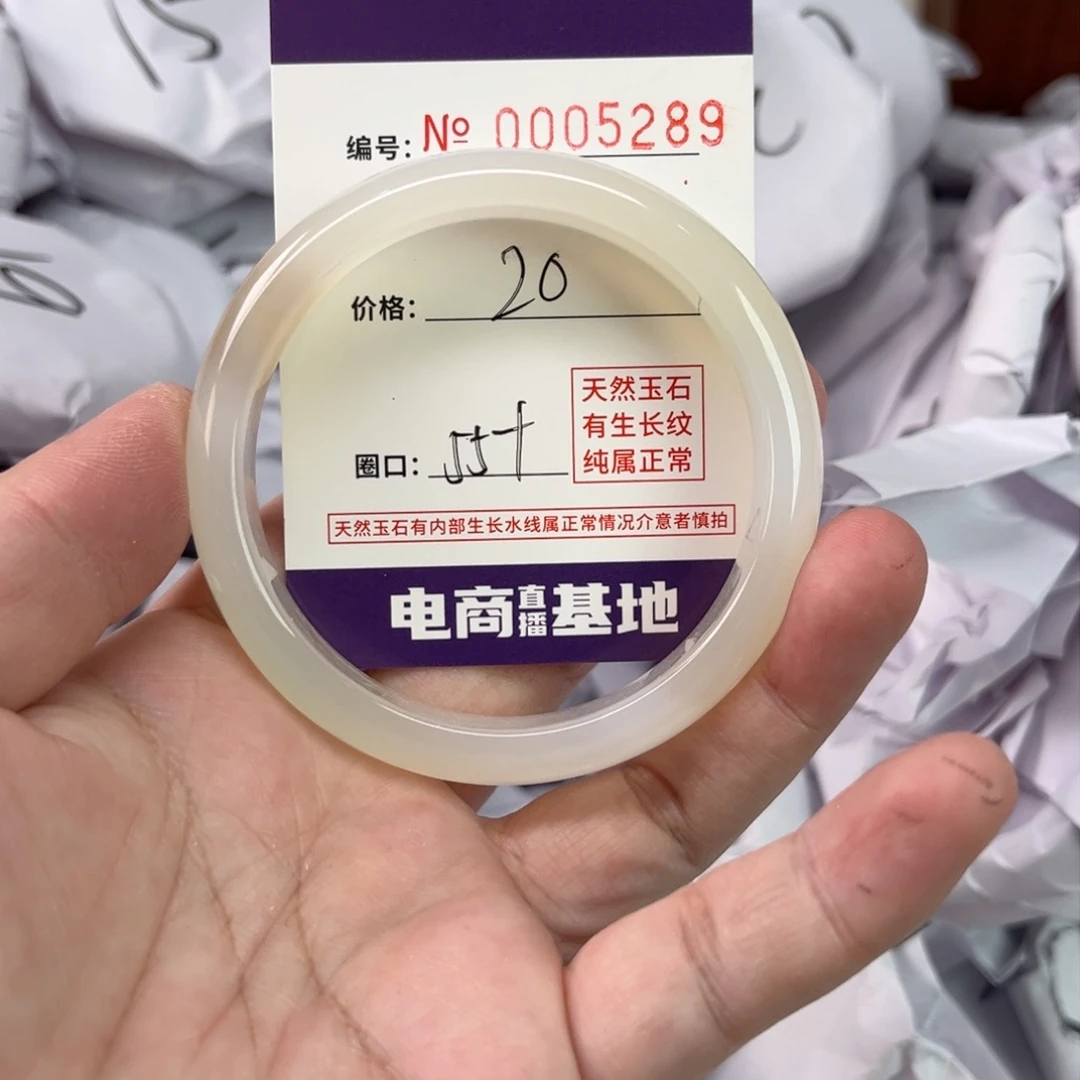 编号: № 0005289
价格: 20
圈口: 55+
天然玉石
有生长纹
纯属正常
天然玉石有内部生长水线属正常情况介意者慎拍
电商直播基地